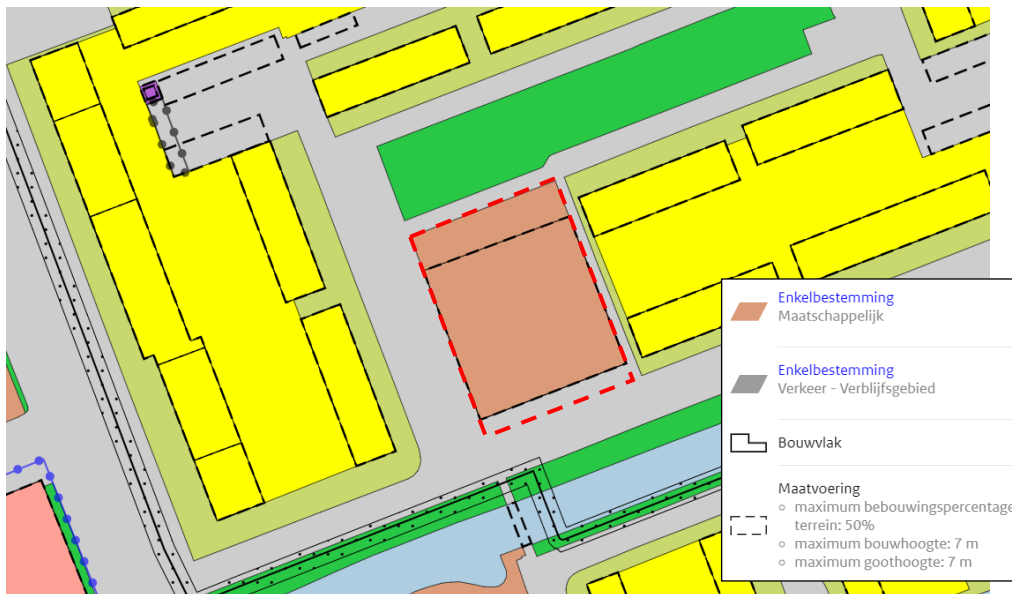 Enkelbestemming
Maatschappelijk
Enkelbestemming
Verkeer - Verblijfsgebied
Bouwvlak
Maatvoering
maximum bebouwingspercentage
terrein: 50%
maximum bouwhoogte: 7 m
maximum goothoogte: 7 m